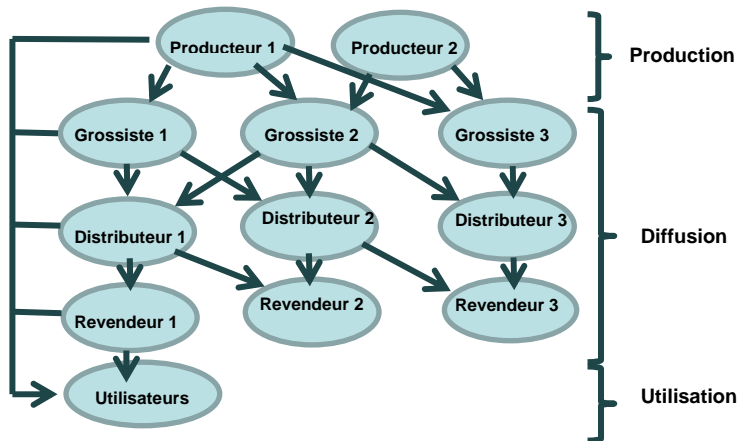 Producteur 1
Producteur 2
Production
Grossiste 1
Grossiste 2
Grossiste 3
Distributeur 1
Distributeur 2
Distributeur 3
Diffusion
Revendeur 1
Revendeur 2
Revendeur 3
Utilisateurs
Utilisation